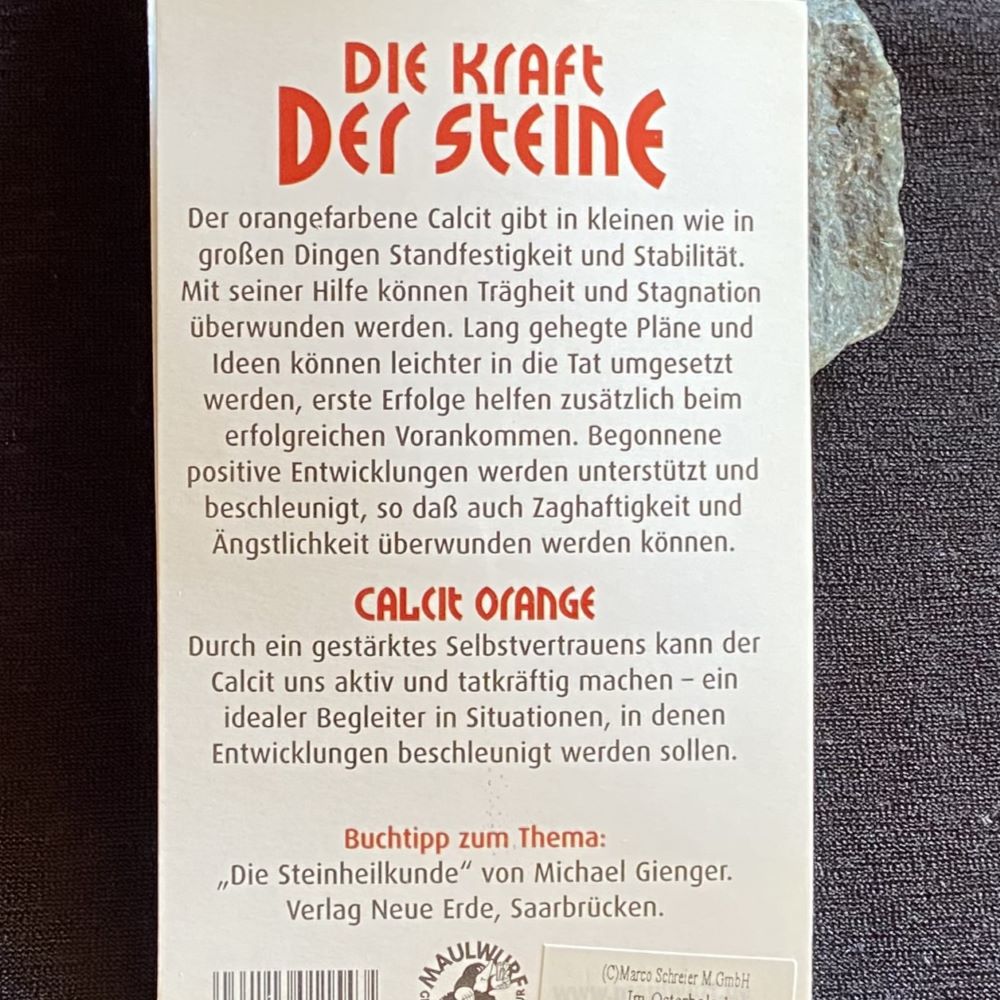 DIE KRAFT
DER STEINE
Der orangefarbene Calcit gibt in kleinen wie in
großen Dingen Standfestigkeit und Stabilität.
Mit seiner Hilfe können Trägheit und Stagnation
überwunden werden. Lang gehegte Pläne und
Ideen können leichter in die Tat umgesetzt
werden, erste Erfolge helfen zusätzlich beim
erfolgreichen Vorankommen. Begonnene
positive Entwicklungen werden unterstützt und
beschleunigt, so daß auch Zaghaftigkeit und
Ängstlichkeit überwunden werden können.
CALCIT ORANGE
Durch ein gestärktes Selbstvertrauens kann der
Calcit uns aktiv und tatkräftig machen – ein
idealer Begleiter in Situationen, in denen
Entwicklungen beschleunigt werden sollen.
Buchtipp zum Thema:
„Die Steinheilkunde“ von Michael Gienger.
Verlag Neue Erde, Saarbrücken.
MAULWURF
(C)Marco Schreier M.GmbH
Im